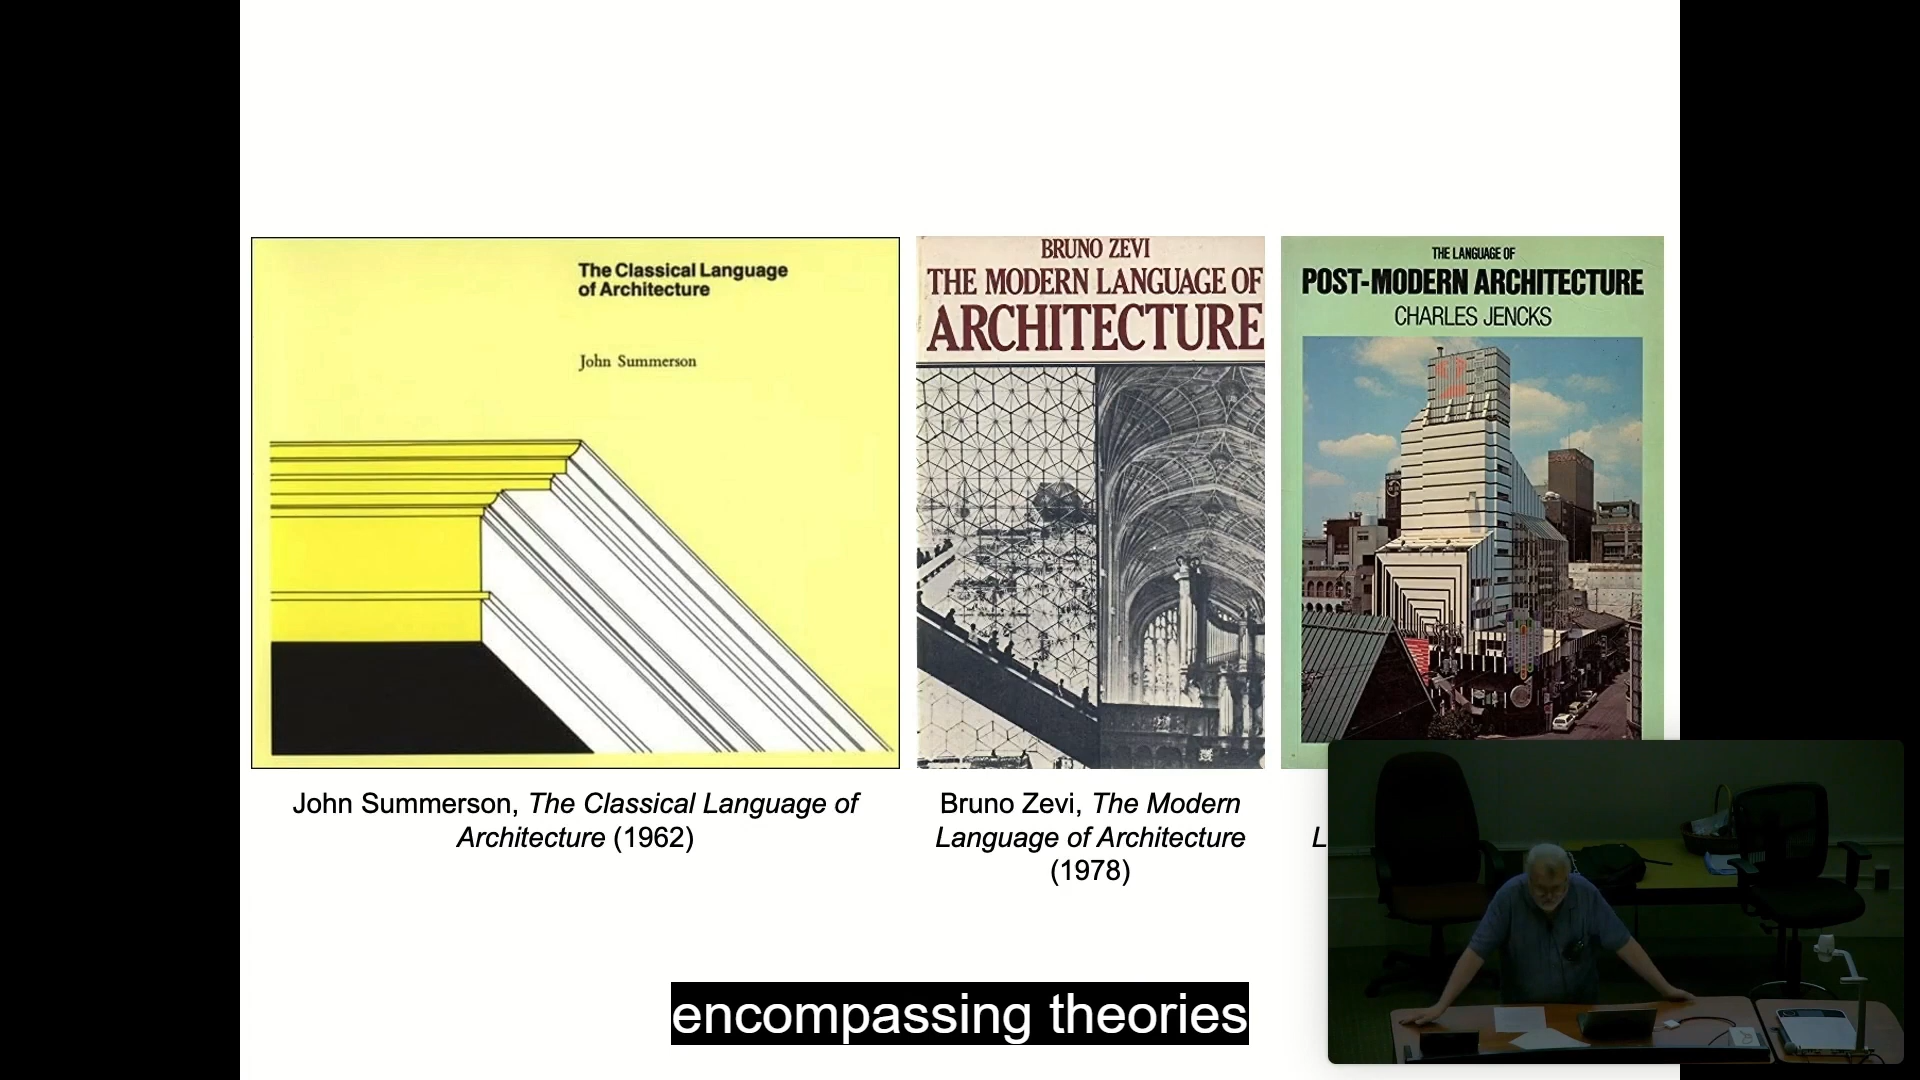 The Classical Language
of Architecture
John Summerson
BRUNO ZEVI
THE MODERN LANGUAGE OF
ARCHITECTURE
THE LANGUAGE OF
POST-MODERN ARCHITECTURE
CHARLES JENCKS
John Summerson, The Classical Language of
Architecture (1962)
Bruno Zevi, The Modern
Language of Architecture
(1978)
L
encompassing theories